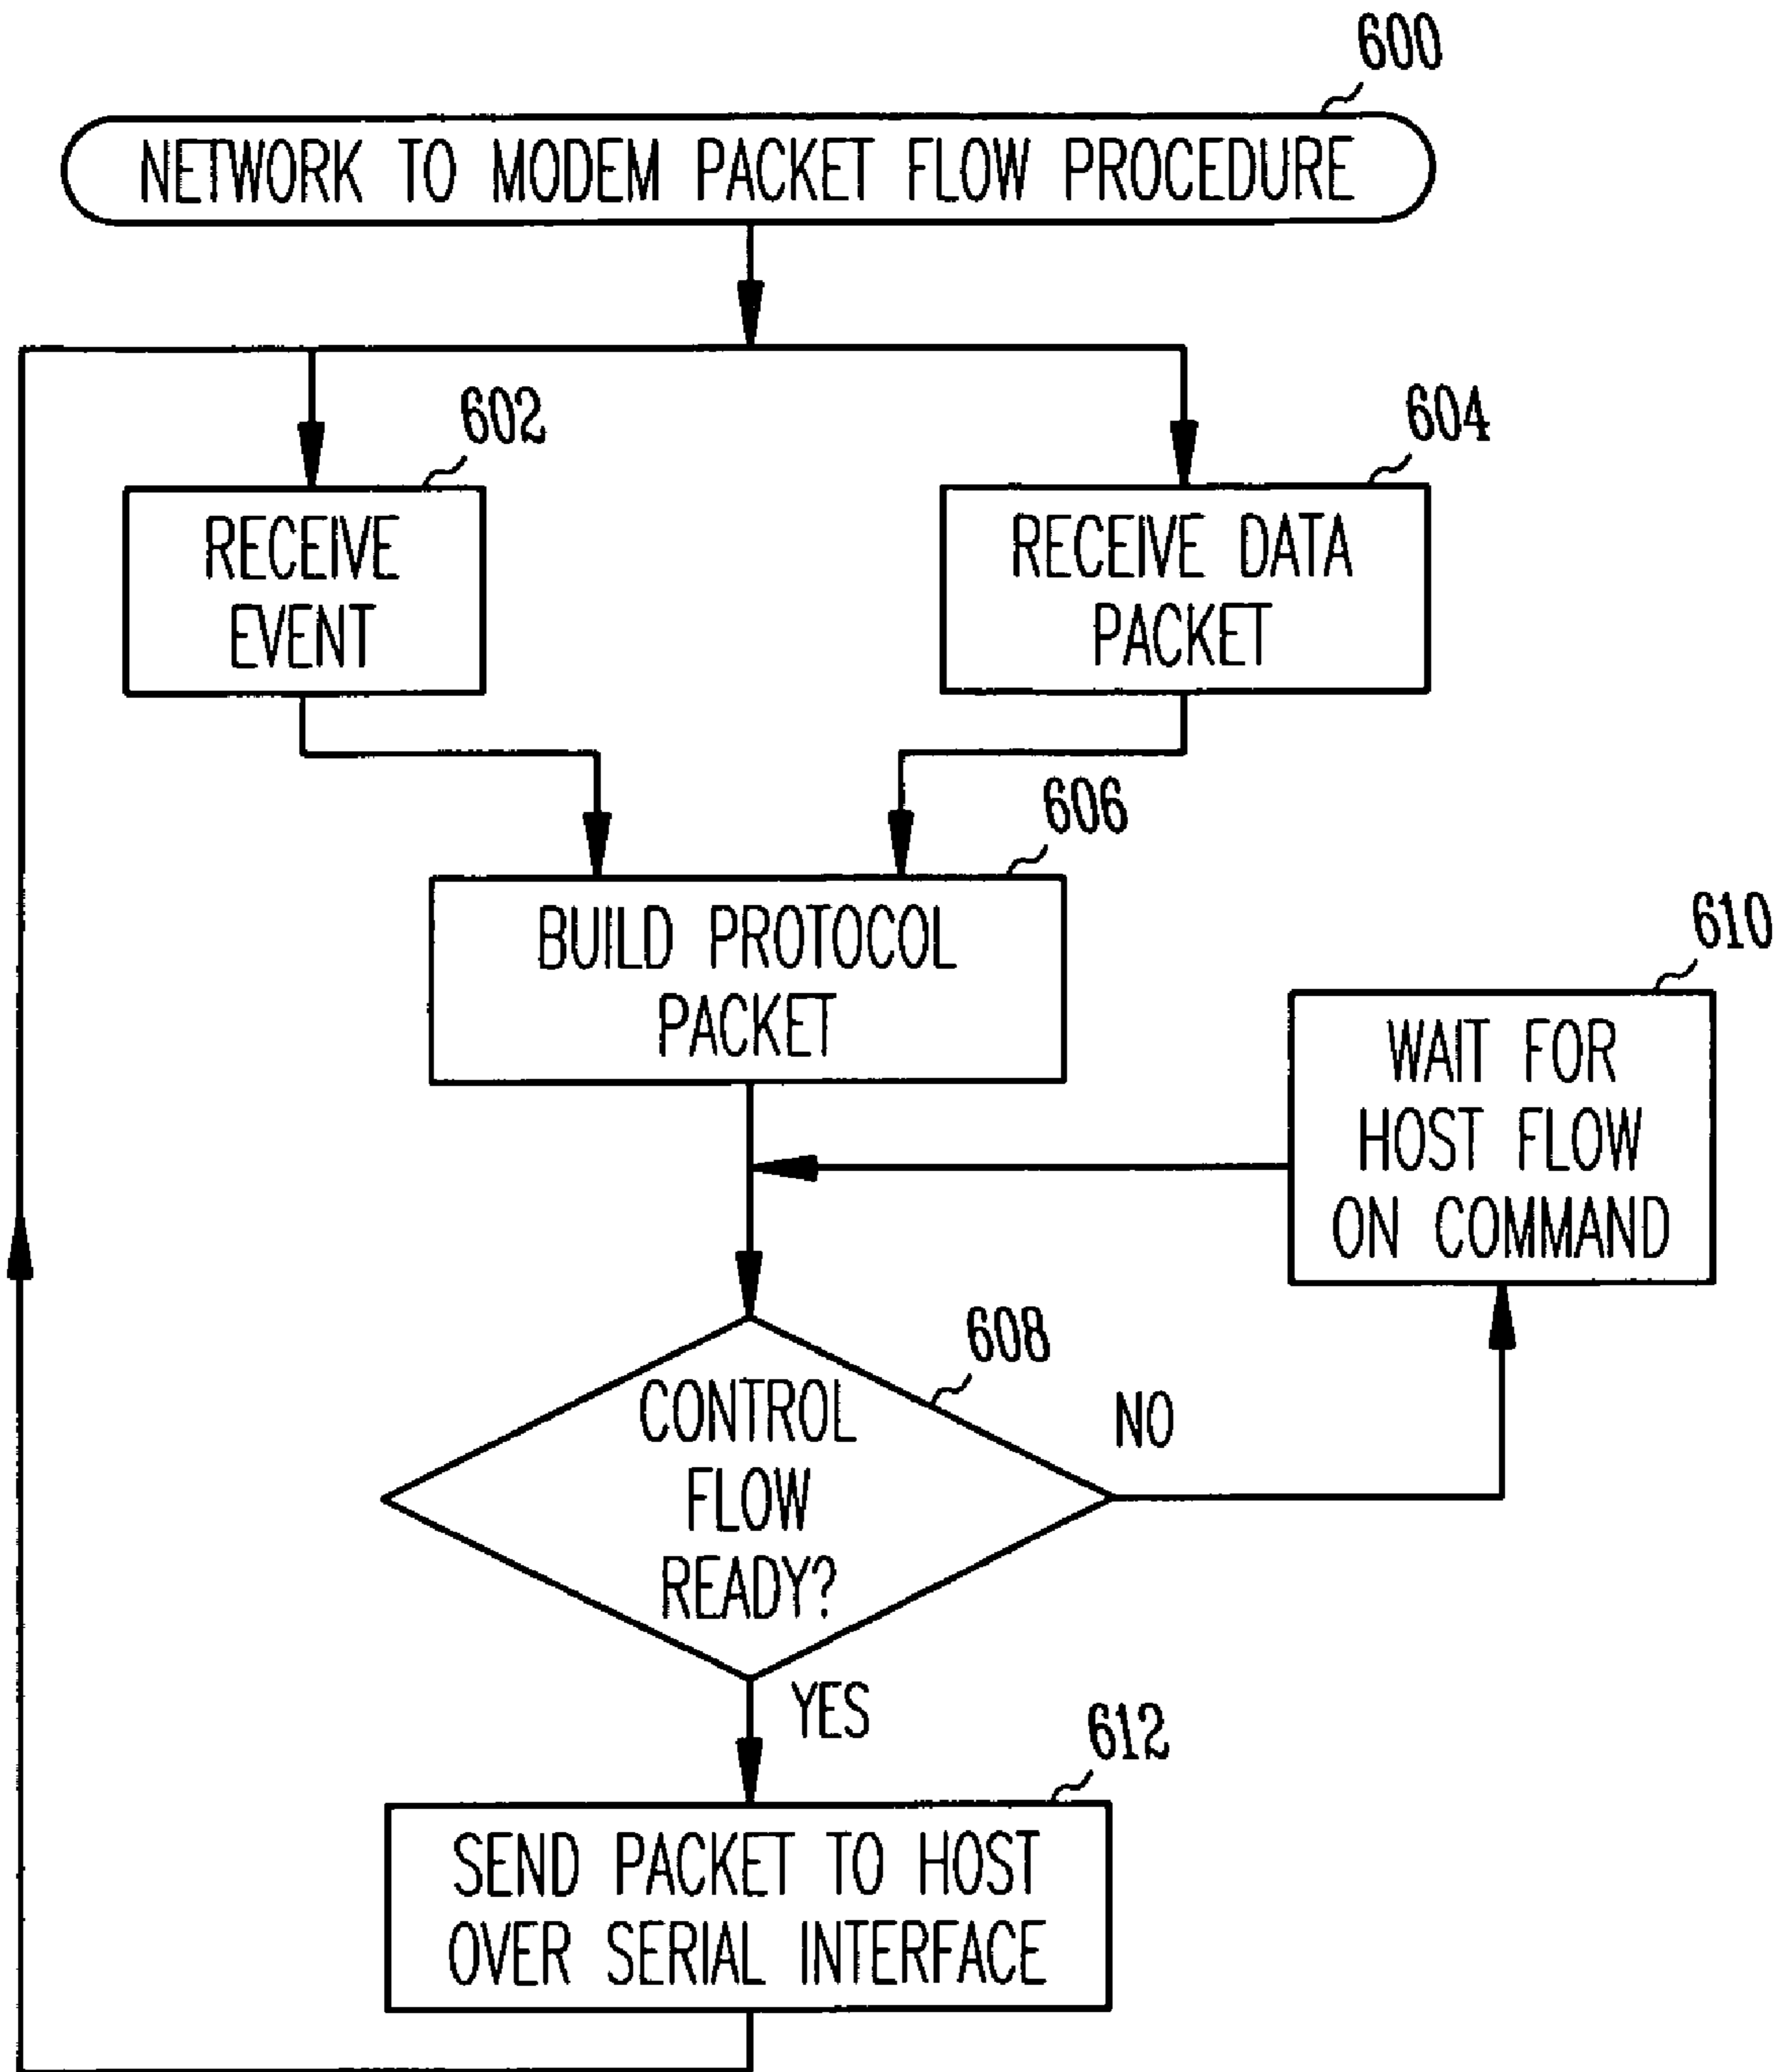 600
NETWORK TO MODEM PACKET FLOW PROCEDURE
602
RECEIVE
EVENT
604
RECEIVE DATA
PACKET
606
BUILD PROTOCOL
PACKET
610
WAIT FOR
HOST FLOW
ON COMMAND
608
CONTROL
FLOW
READY?
NO
YES
612
SEND PACKET TO HOST
OVER SERIAL INTERFACE